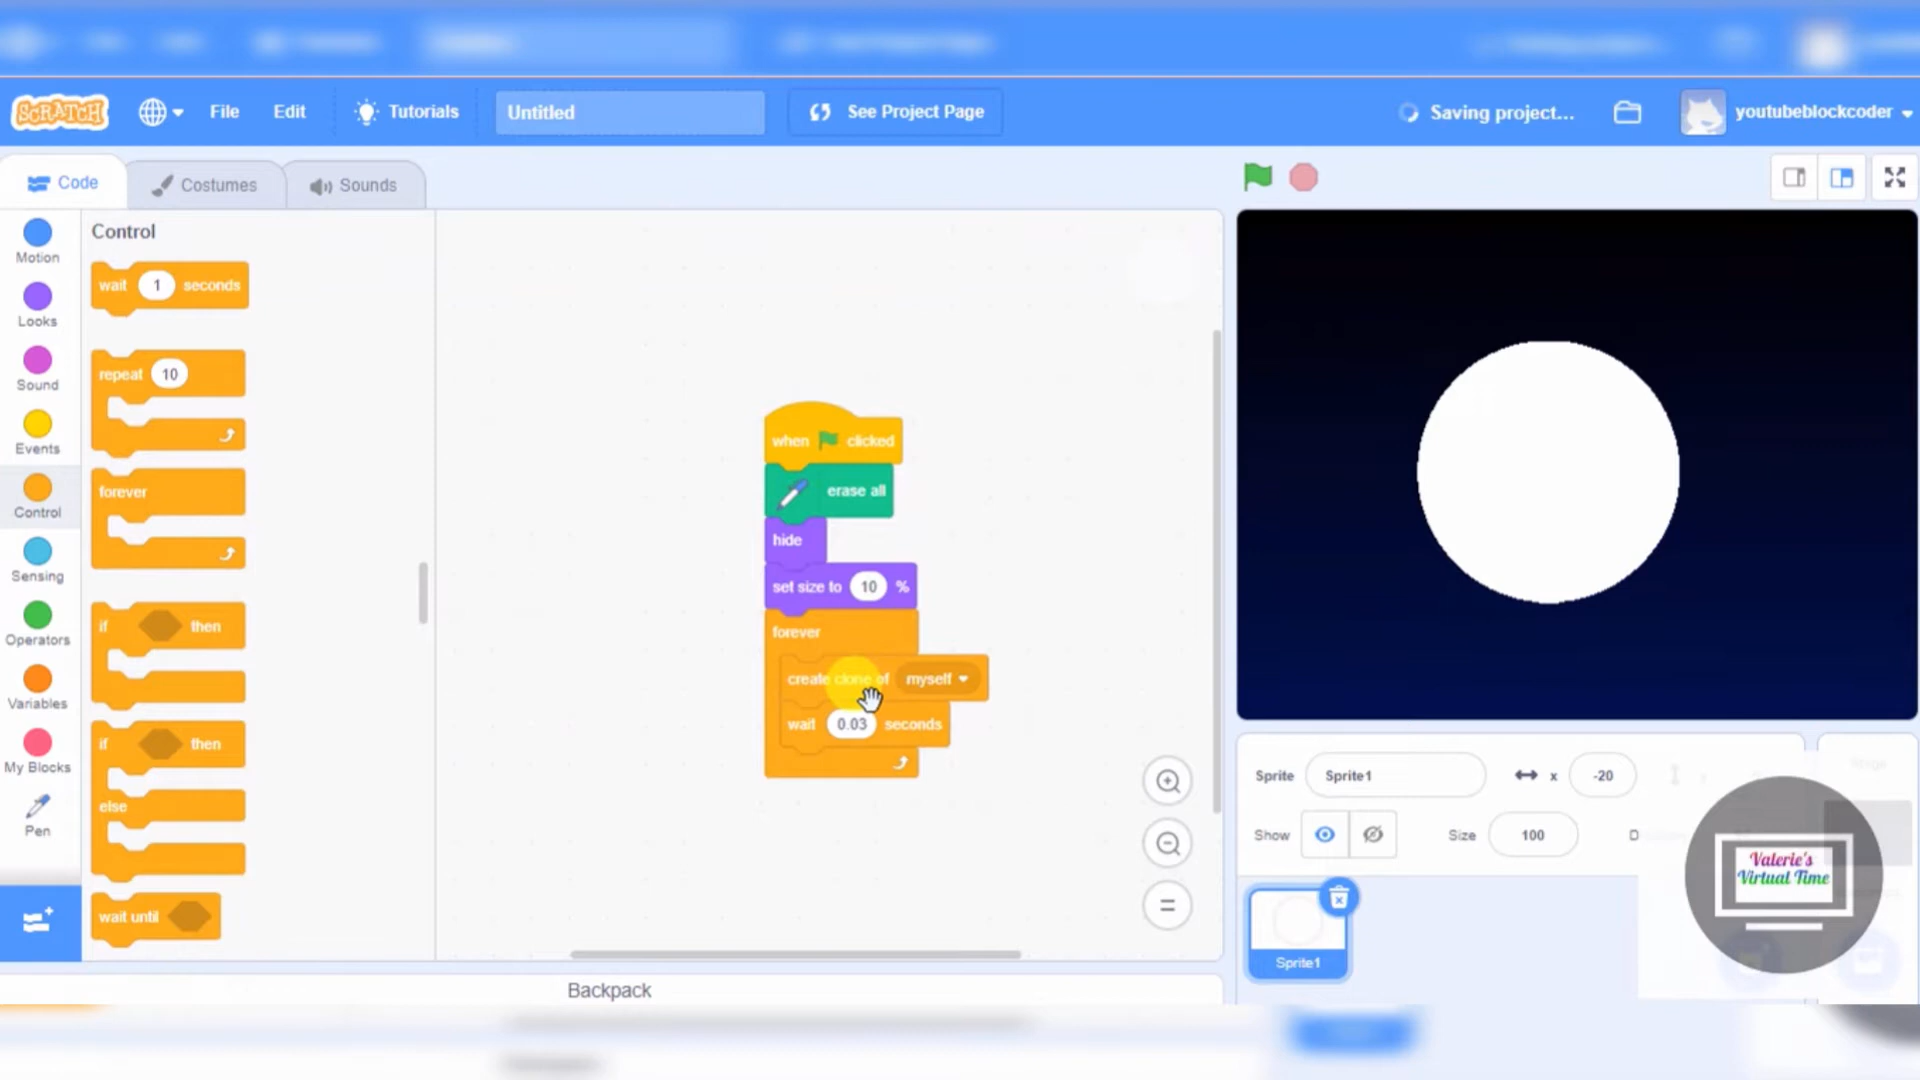 SCRATCH
File
Edit
Tutorials
Untitled
See Project Page
Saving project...
youtubeblockcoder
Code
Costumes
Sounds
Motion
Looks
Sound
Events
Control
Sensing
Operators
Variables
My Blocks
Pen
Control
wait 1 seconds
repeat 10
forever
if then
if then
else
wait until
when clicked
erase all
hide
set size to 10 %
forever
create clone of myself
wait 0.03 seconds
Backpack
Sprite Sprite1 x -20
Show Size 100 D
Sprite1
Valerie's
Virtual Time